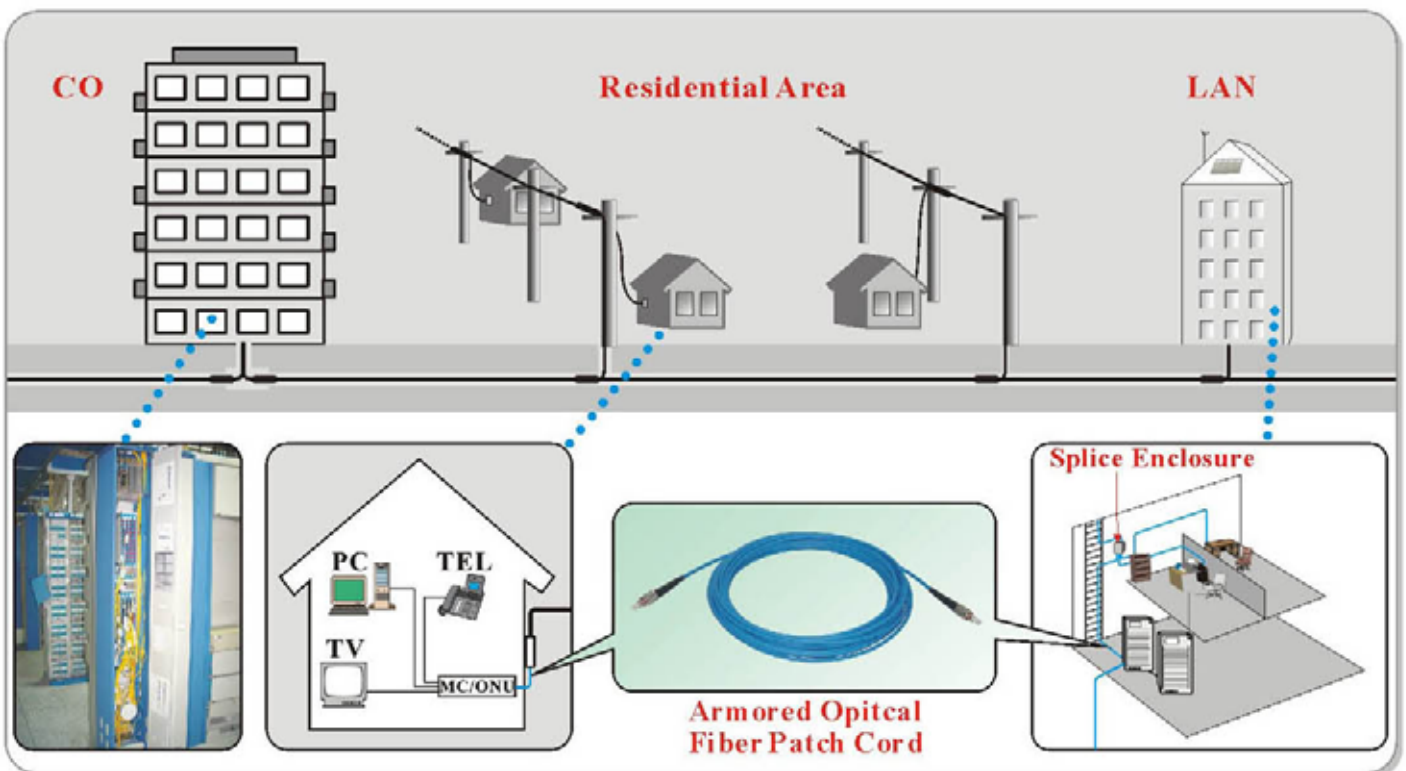 CO
Residential Area
LAN
Splice Enclosure
PC
TEL
TV
MC/ONU
Armored Opitcal
Fiber Patch Cord